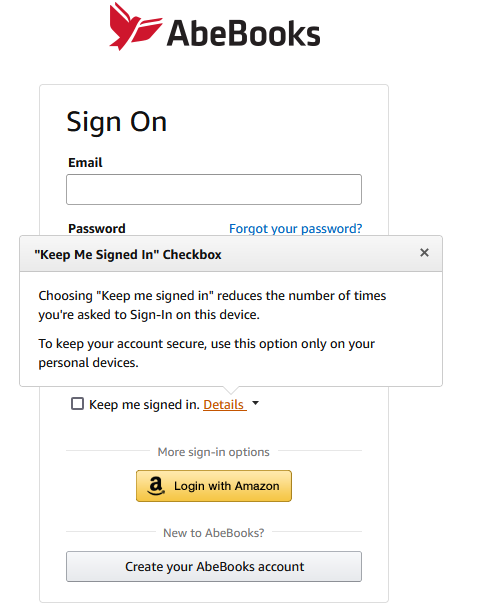 AbeBooks
Sign On
Email
Password Forgot your password?
"Keep Me Signed In" Checkbox
Choosing "Keep me signed in" reduces the number of times
you're asked to Sign-In on this device.
To keep your account secure, use this option only on your
personal devices.
Keep me signed in. Details
More sign-in options
a Login with Amazon
New to AbeBooks?
Create your AbeBooks account